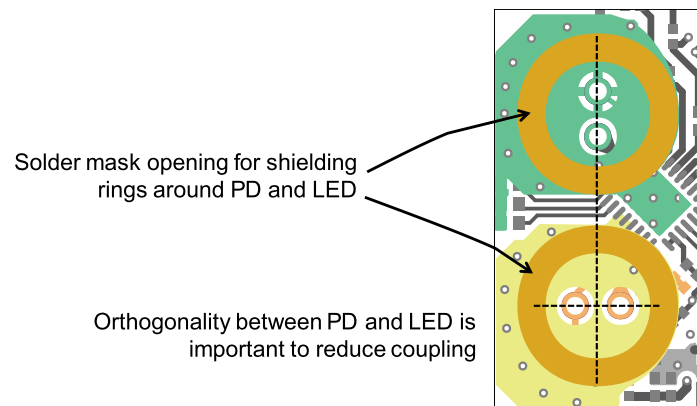 Solder mask opening for shielding
rings around PD and LED
Orthogonality between PD and LED is
important to reduce coupling